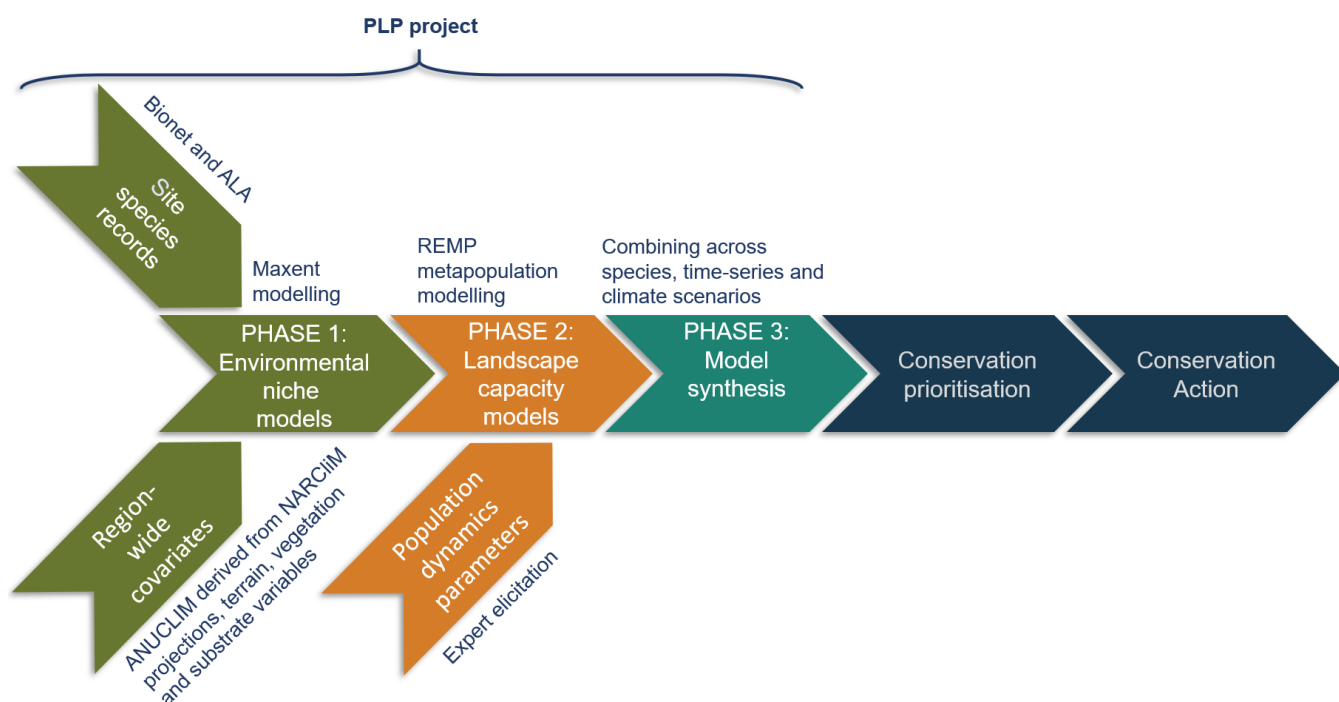 PLP project
Bionet and ALA
Site
species
records
Maxent
modelling
REMP
metapopulation
modelling
Combining across
species, time-series and
climate scenarios
PHASE 1:
Environmental
niche
models
PHASE 2:
Landscape
capacity
models
PHASE 3:
Model
synthesis
Conservation
prioritisation
Conservation
Action
Region-
wide
covariates
ANUCLIM derived from NARCliM
projections, terrain, vegetation
and substrate variables
Population
dynamics
parameters
Expert elicitation